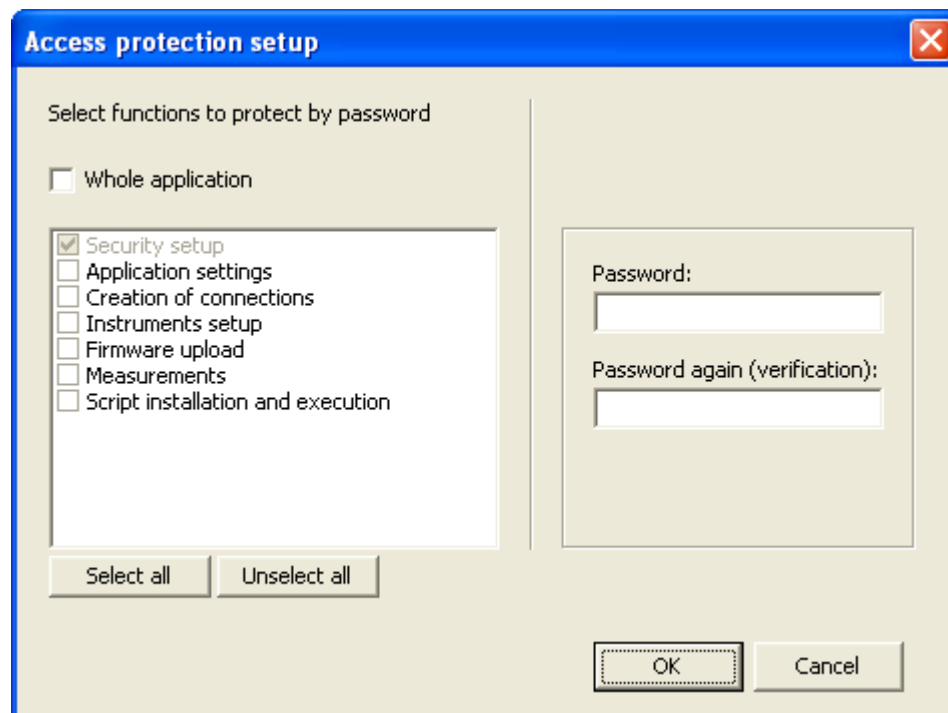 Access protection setup
Select functions to protect by password
Whole application
Security setup
Application settings
Creation of connections
Instruments setup
Firmware upload
Measurements
Script installation and execution
Select all
Unselect all
Password:
Password again (verification):
OK
Cancel